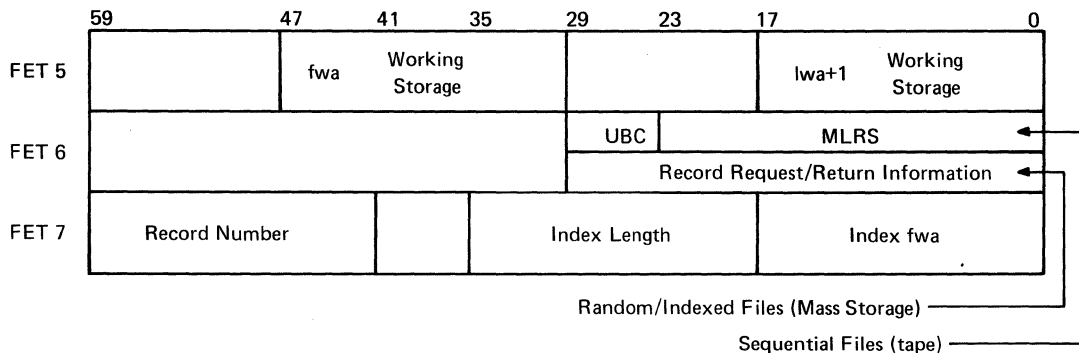 59 47 41 35 29 23 17 0
FET 5
fwa
Working
Storage
lwa+1
Working
Storage
FET 6
UBC
MLRS
Record Request/Return Information
FET 7
Record Number
Index Length
Index fwa
Random/Indexed Files (Mass Storage)
Sequential Files (tape)